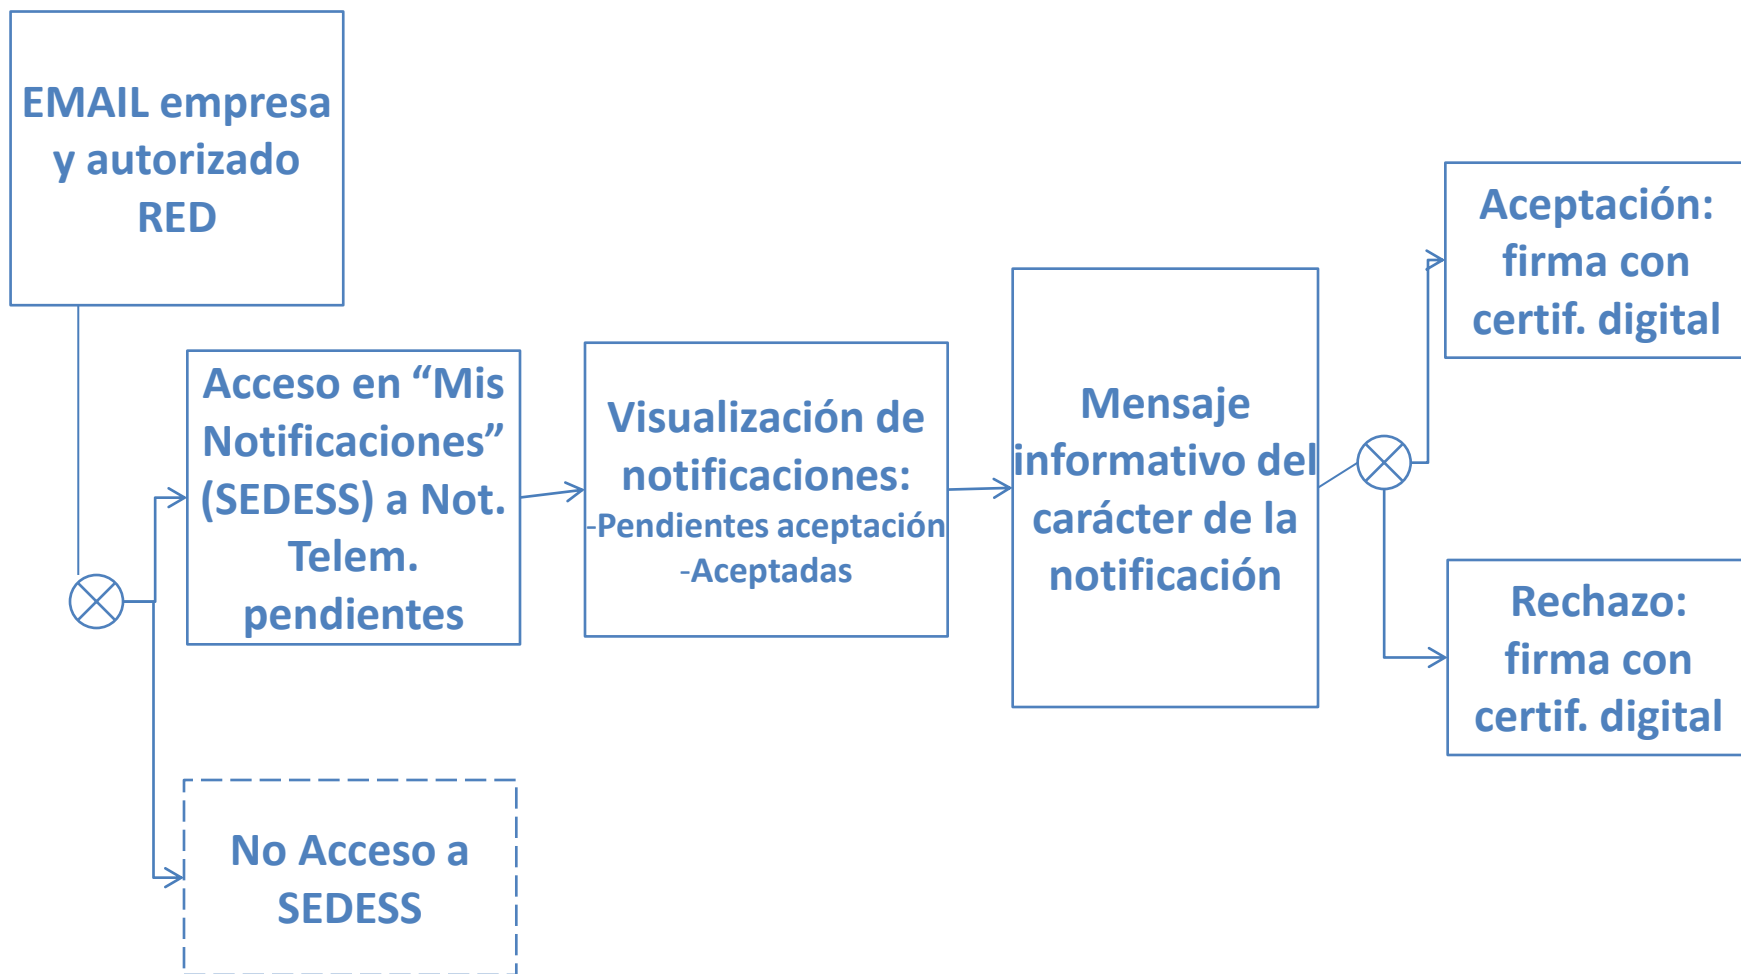 EMAIL empresa
y autorizado
RED
Acceso en “Mis
Notificaciones”
(SEDESS) a Not.
Telem.
pendientes
No Acceso a
SEDESS
Visualización de
notificaciones:
-Pendientes aceptación
-Aceptadas
Mensaje
informativo del
carácter de la
notificación
Aceptación:
firma con
certif. digital
Rechazo:
firma con
certif. digital